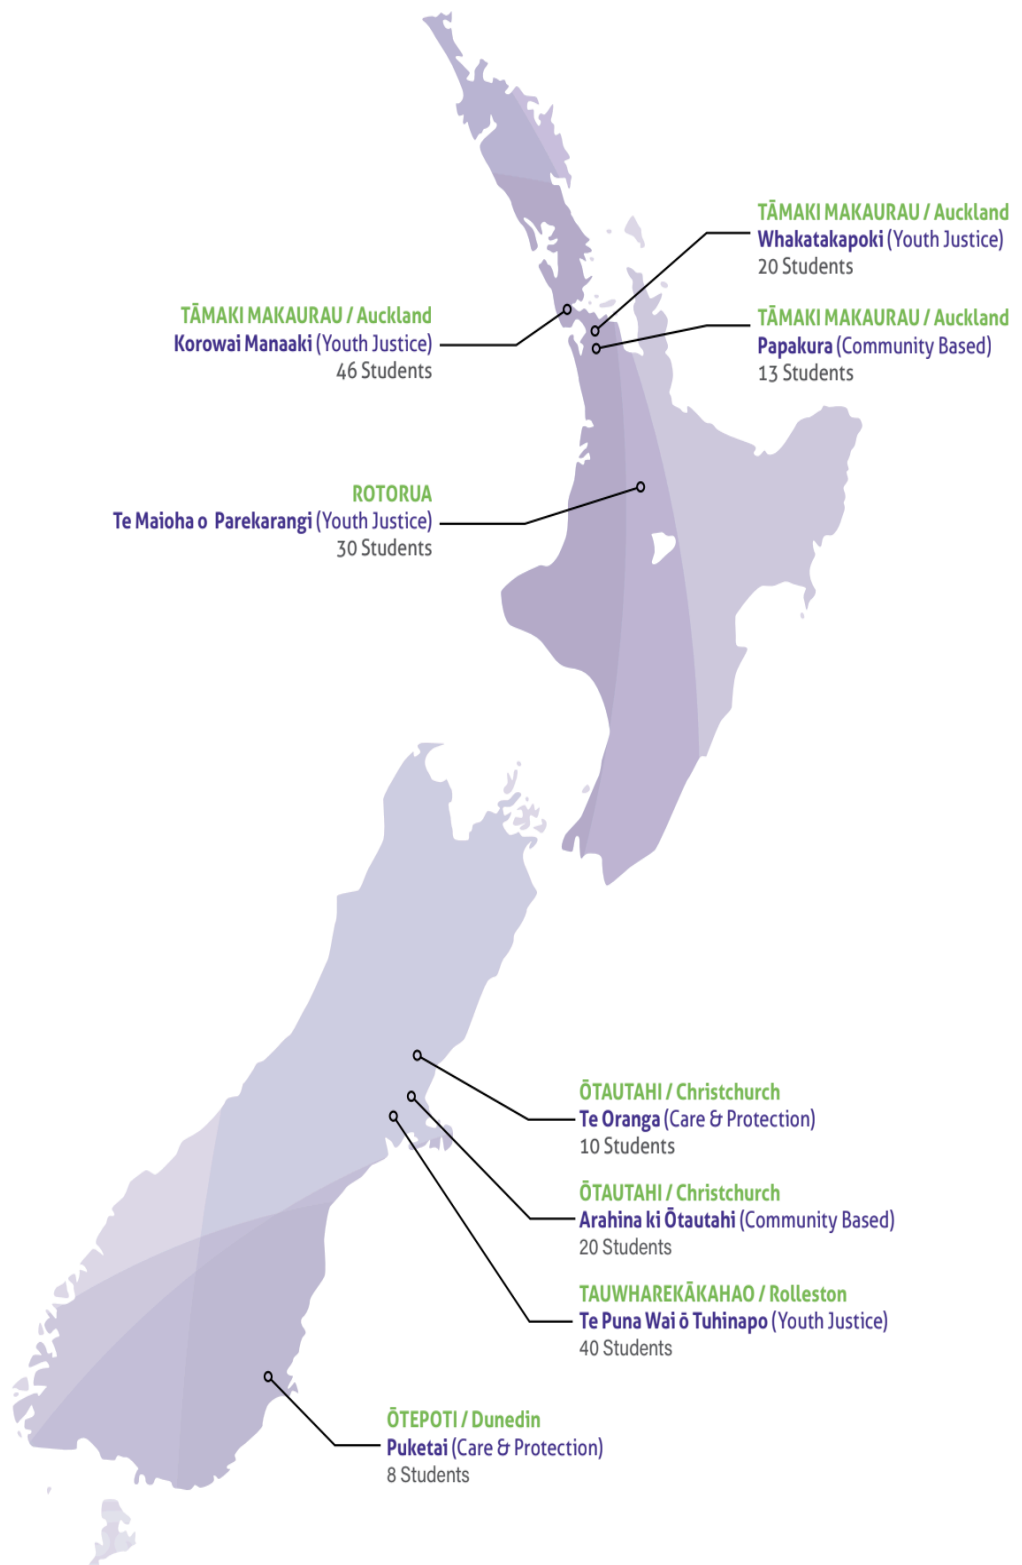 TĀMAKI MAKAURAU / Auckland
Whakatakapoki (Youth Justice)
20 Students
TĀMAKI MAKAURAU / Auckland
Korowai Manaaki (Youth Justice)
46 Students
TĀMAKI MAKAURAU / Auckland
Papakura (Community Based)
13 Students
ROTORUA
Te Maioha o Parekarangi (Youth Justice)
30 Students
ŌTAUTAHI / Christchurch
Te Oranga (Care & Protection)
10 Students
ŌTAUTAHI / Christchurch
Arahina ki Ōtautahi (Community Based)
20 Students
TAUWHAREKĀKAHAO / Rolleston
Te Puna Wai ō Tuhinapo (Youth Justice)
40 Students
ŌTEPOTI / Dunedin
Puketai (Care & Protection)
8 Students